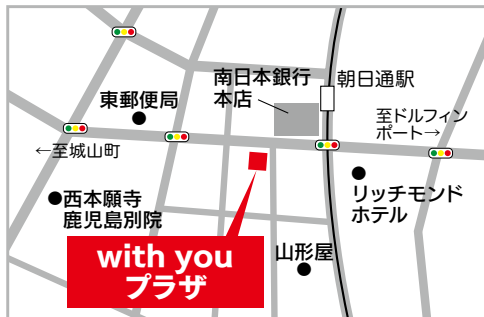 南日本銀行
本店
朝日通駅
東郵便局
至ドルフィン
ポート→
←至城山町
西本願寺
鹿児島別院
リッチモンド
ホテル
with you
プラザ
山形屋